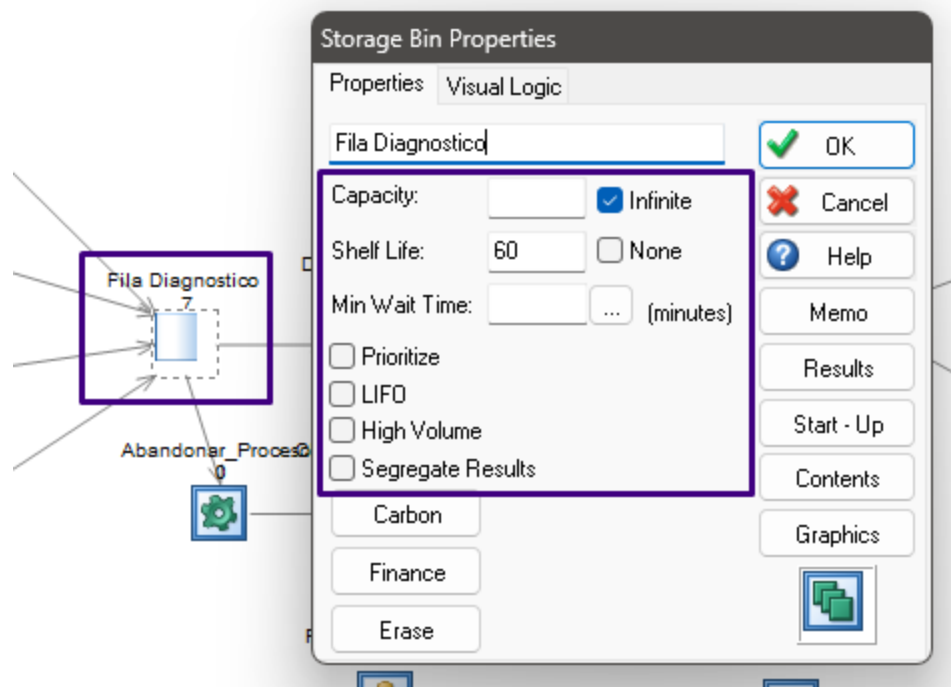 Storage Bin Properties
Properties Visual Logic
Fila Diagnostico
OK
Capacity: Infinite
Cancel
Shelf Life: 60 None
Help
Min Wait Time: ... (minutes)
Memo
Prioritize
Results
LIFO
High Volume
Start - Up
Segregate Results
Contents
Carbon
Graphics
Finance
Erase
Fila Diagnostico
7
Abandonar_Proceso
0